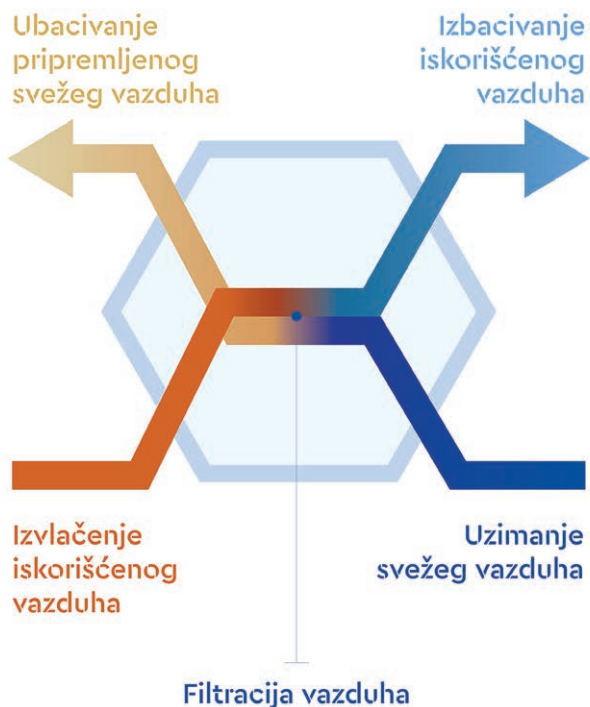 Ubacivanje
pripremljenog
svežeg vazduha
Izbacivanje
iskorišćenog
vazduha
Izvlačenje
iskorišćenog
vazduha
Uzimanje
svežeg vazduha
Filtracija vazduha